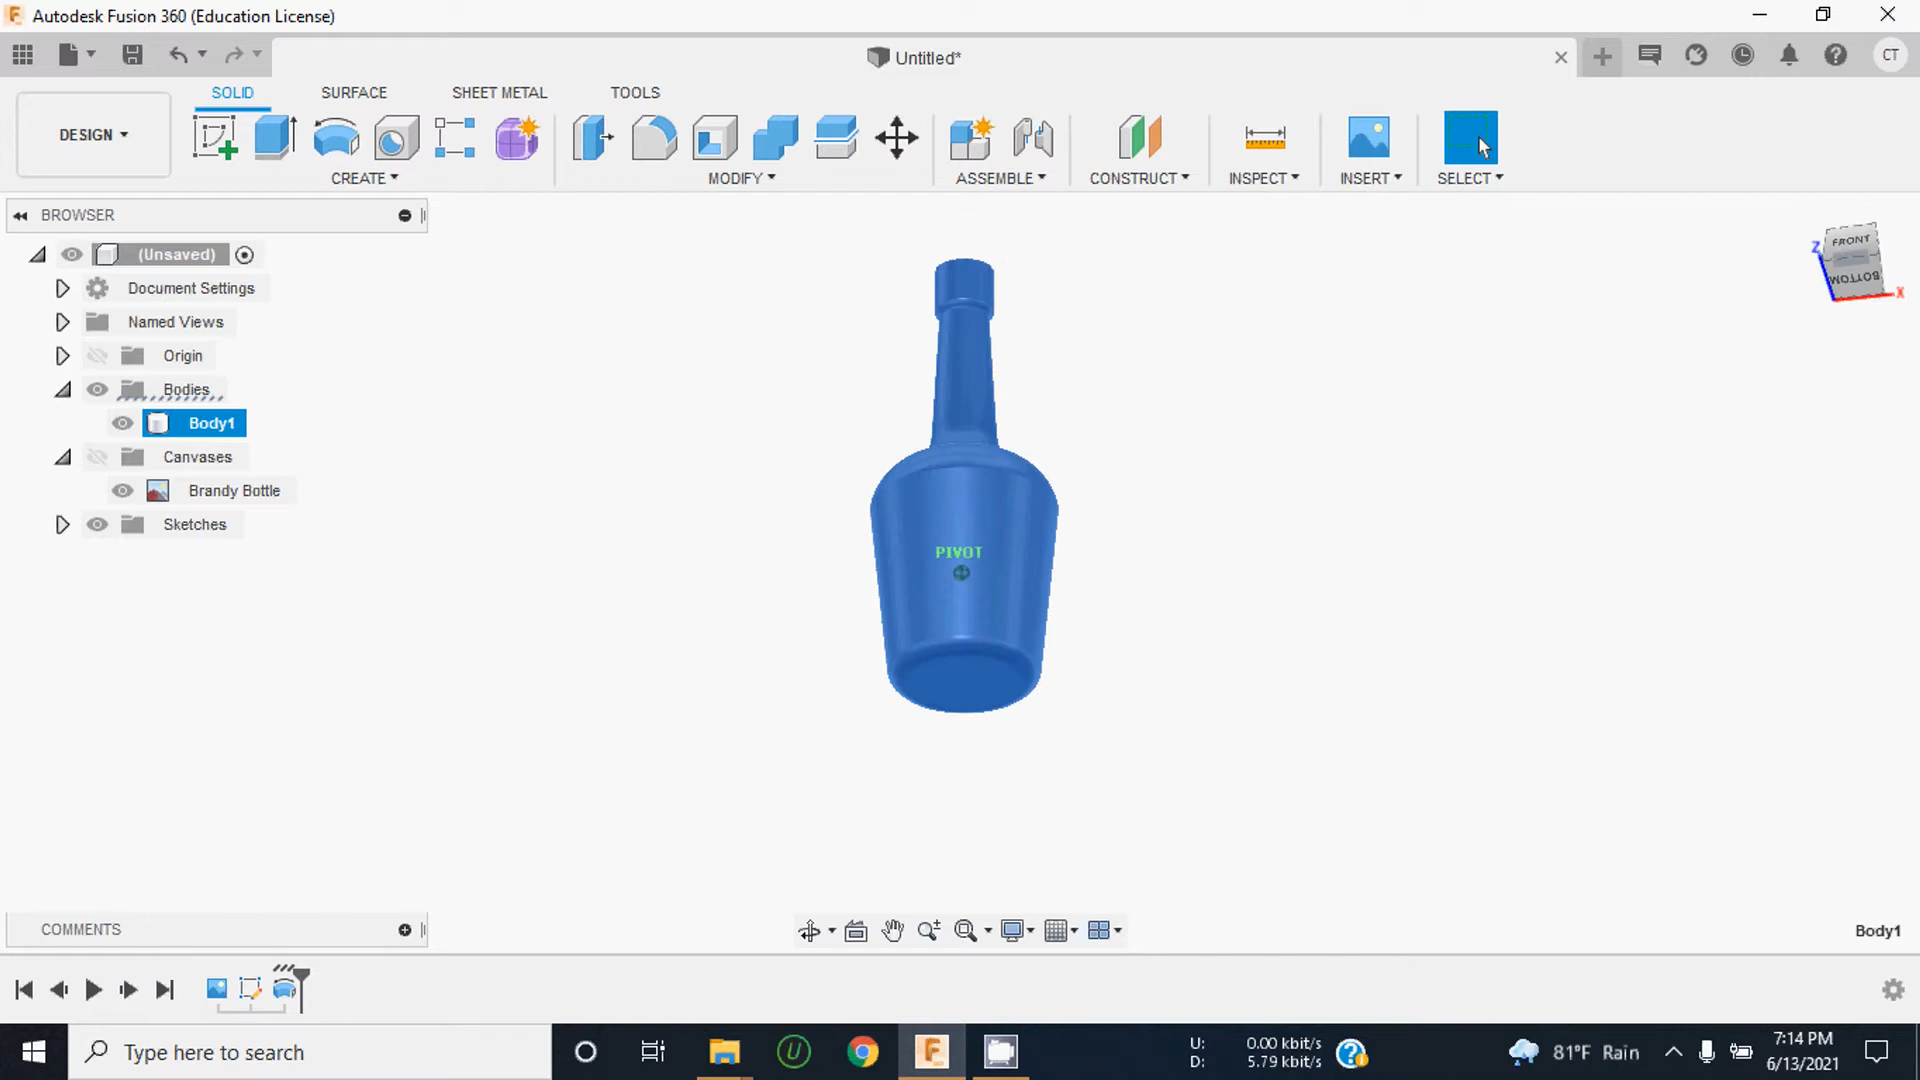 Autodesk Fusion 360 (Education License)
Untitled*
CT
DESIGN
SOLID
SURFACE
SHEET METAL
TOOLS
CREATE
MODIFY
ASSEMBLE
CONSTRUCT
INSPECT
INSERT
SELECT
BROWSER
(Unsaved)
Document Settings
Named Views
Origin
Bodies
Body1
Canvases
Brandy Bottle
Sketches
FRONT
BOTTOM
Z
X
PIVOT
COMMENTS
Body1
Type here to search
U: 0.00 kbit/s
D: 5.79 kbit/s
81°F Rain
7:14 PM
6/13/2021